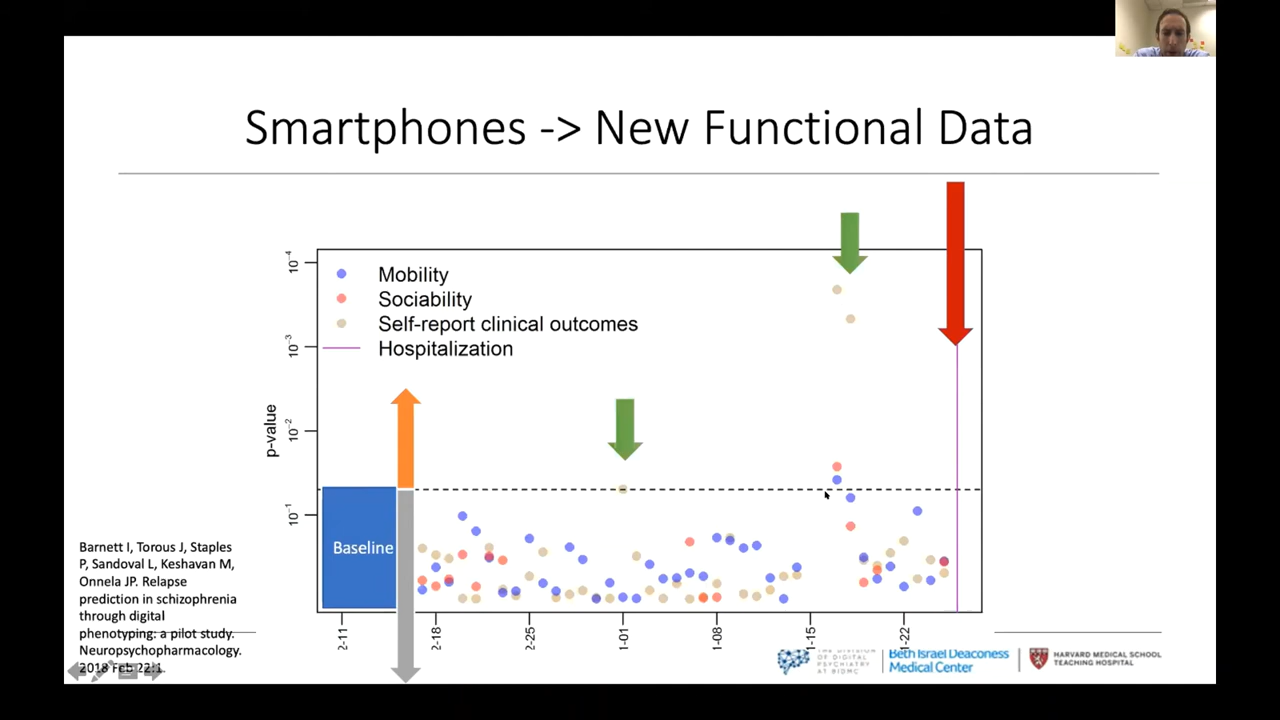 Smartphones -> New Functional Data
10⁻⁴
10⁻³
10⁻²
10⁻¹
p-value
Mobility
Sociability
Self-report clinical outcomes
Hospitalization
Baseline
2-11
2-18
2-25
1-01
1-08
1-15
1-22
Barnett I, Torous J, Staples
P, Sandoval L, Keshavan M,
Onnela JP. Relapse
prediction in schizophrenia
through digital
phenotyping: a pilot study.
Neuropsychopharmacology.
2018 Feb 22:1.
THE DIVISION
OF DIGITAL
PSYCHIATRY
AT BIDMC
Beth Israel Deaconess
Medical Center
HARVARD MEDICAL SCHOOL
TEACHING HOSPITAL